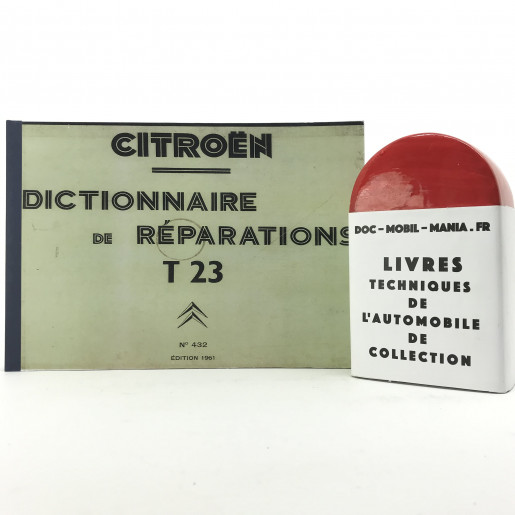 CITROËN
DICTIONNAIRE
DE RÉPARATIONS
T 23
N° 432
ÉDITION 1961
DOC-MOBIL-MANIA.FR
LIVRES
TECHNIQUES
DE
L'AUTOMOBILE
DE
COLLECTION